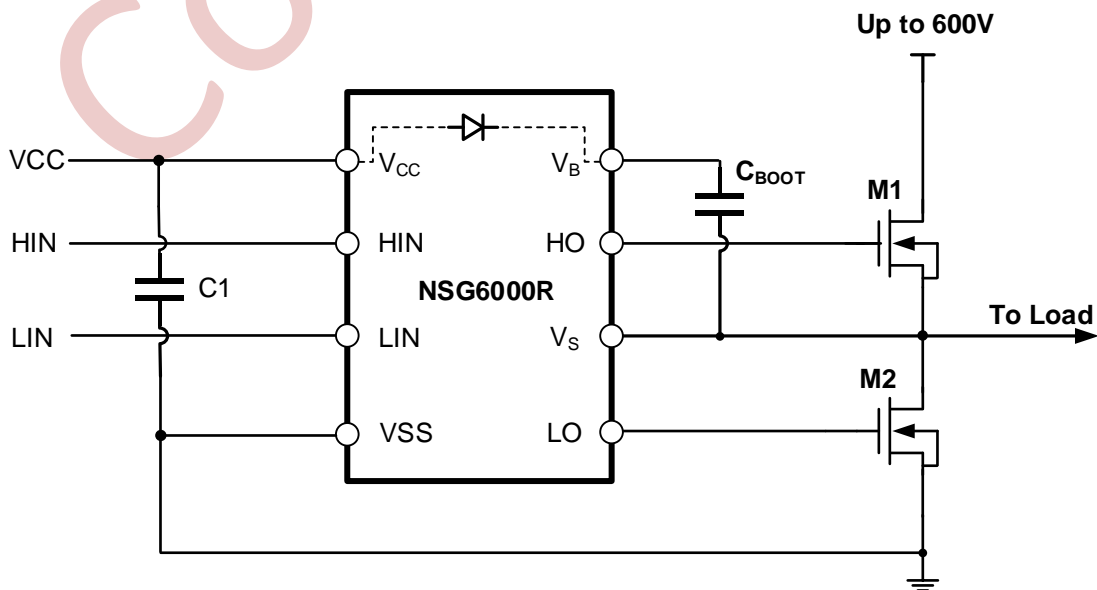 Up to 600V
VCC
VCC
VB
CBOOT
M1
HIN
HIN
HO
C1
NSG6000R
LIN
LIN
VS
To Load
M2
VSS
LO